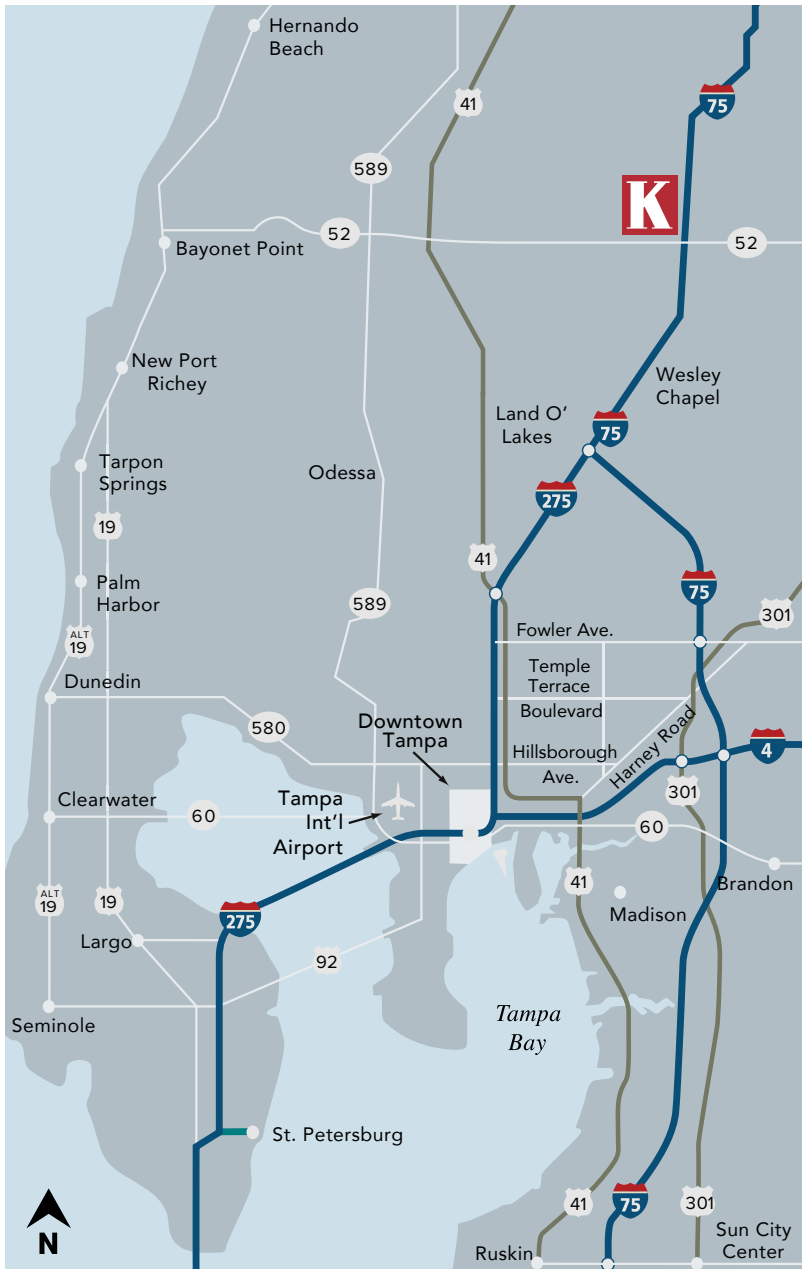 Hernando
Beach
41
75
589
K
52
52
Bayonet Point
New Port
Richey
Wesley
Chapel
Land O’
Lakes
75
Tarpon
Springs
Odessa
275
19
41
Palm
Harbor
75
589
301
ALT
19
Fowler Ave.
Temple
Terrace
Dunedin
Boulevard
Downtown
Tampa
580
Hillsborough
Ave.
Harney Road
4
Clearwater
60
Tampa
Int’l
Airport
301
60
ALT
19
19
41
Brandon
Madison
275
Largo
92
Seminole
Tampa
Bay
St. Petersburg
41
75
301
N
Ruskin
Sun City
Center